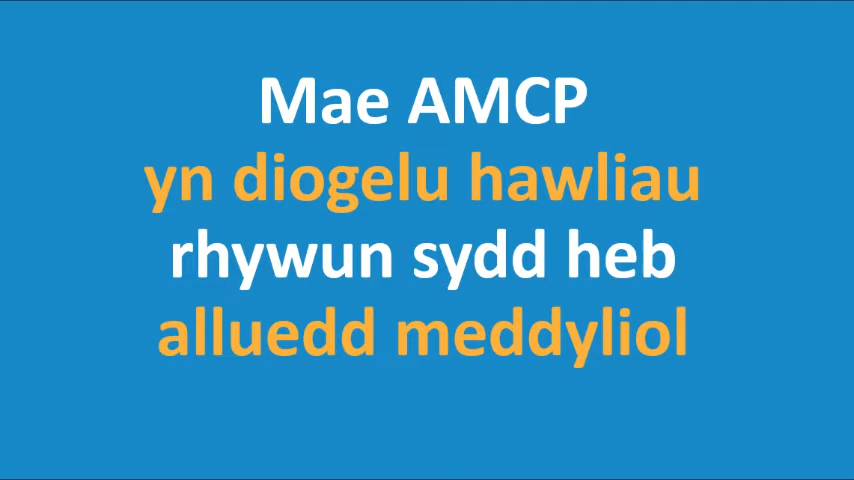 Mae AMCP
yn diogelu hawliau
rhywun sydd heb
alluedd meddyliol